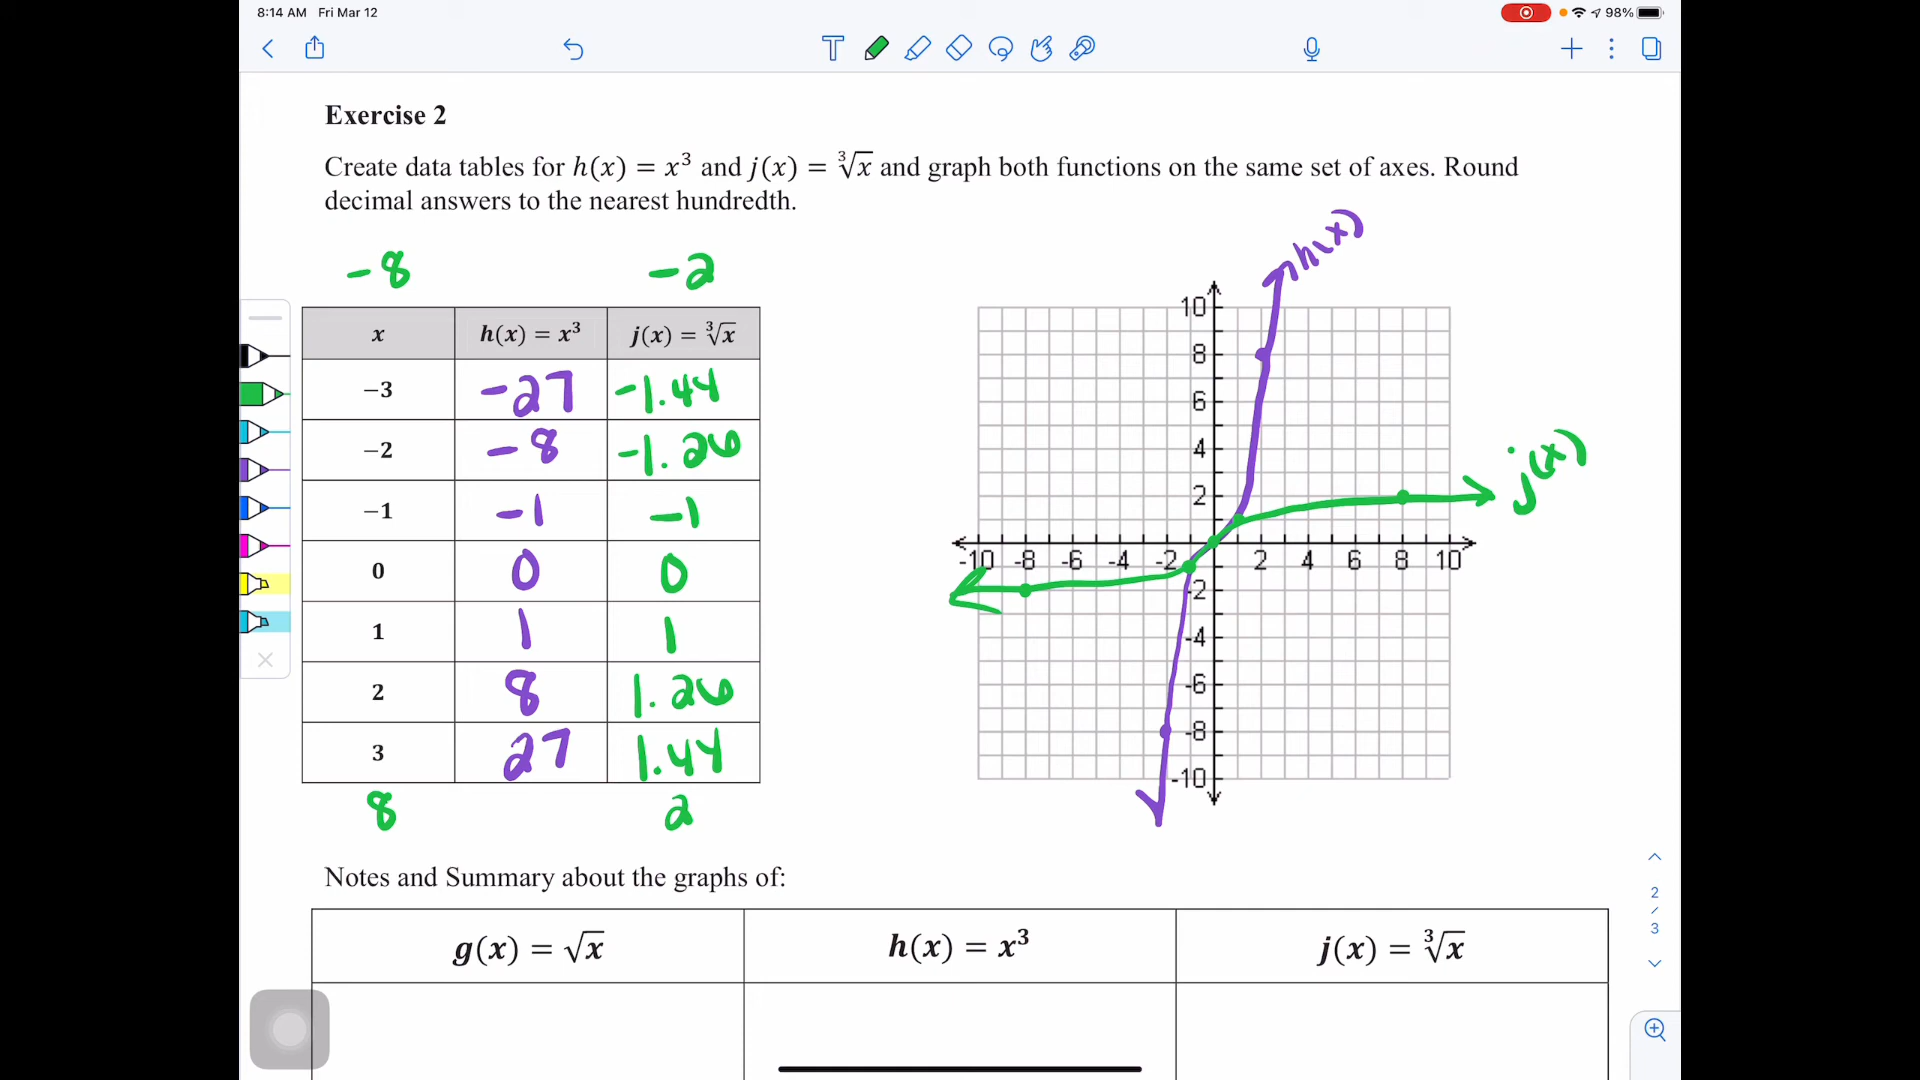 8:14 AM Fri Mar 12
98%
Exercise 2
Create data tables for h(x) = x³ and j(x) = ∛x and graph both functions on the same set of axes. Round
decimal answers to the nearest hundredth.
-8 -2
x h(x) = x³ j(x) = ∛x
−3 -27 -1.44
−2 -8 -1.26
−1 -1 -1
0 0 0
1 1 1
2 8 1.26
3 27 1.44
8 2
h(x)
j(x)
10
8
6
4
2
-10 -8 -6 -4 -2 2 4 6 8 10
-2
-4
-6
-8
-10
Notes and Summary about the graphs of:
g(x) = √x h(x) = x³ j(x) = ∛x
2
/
3